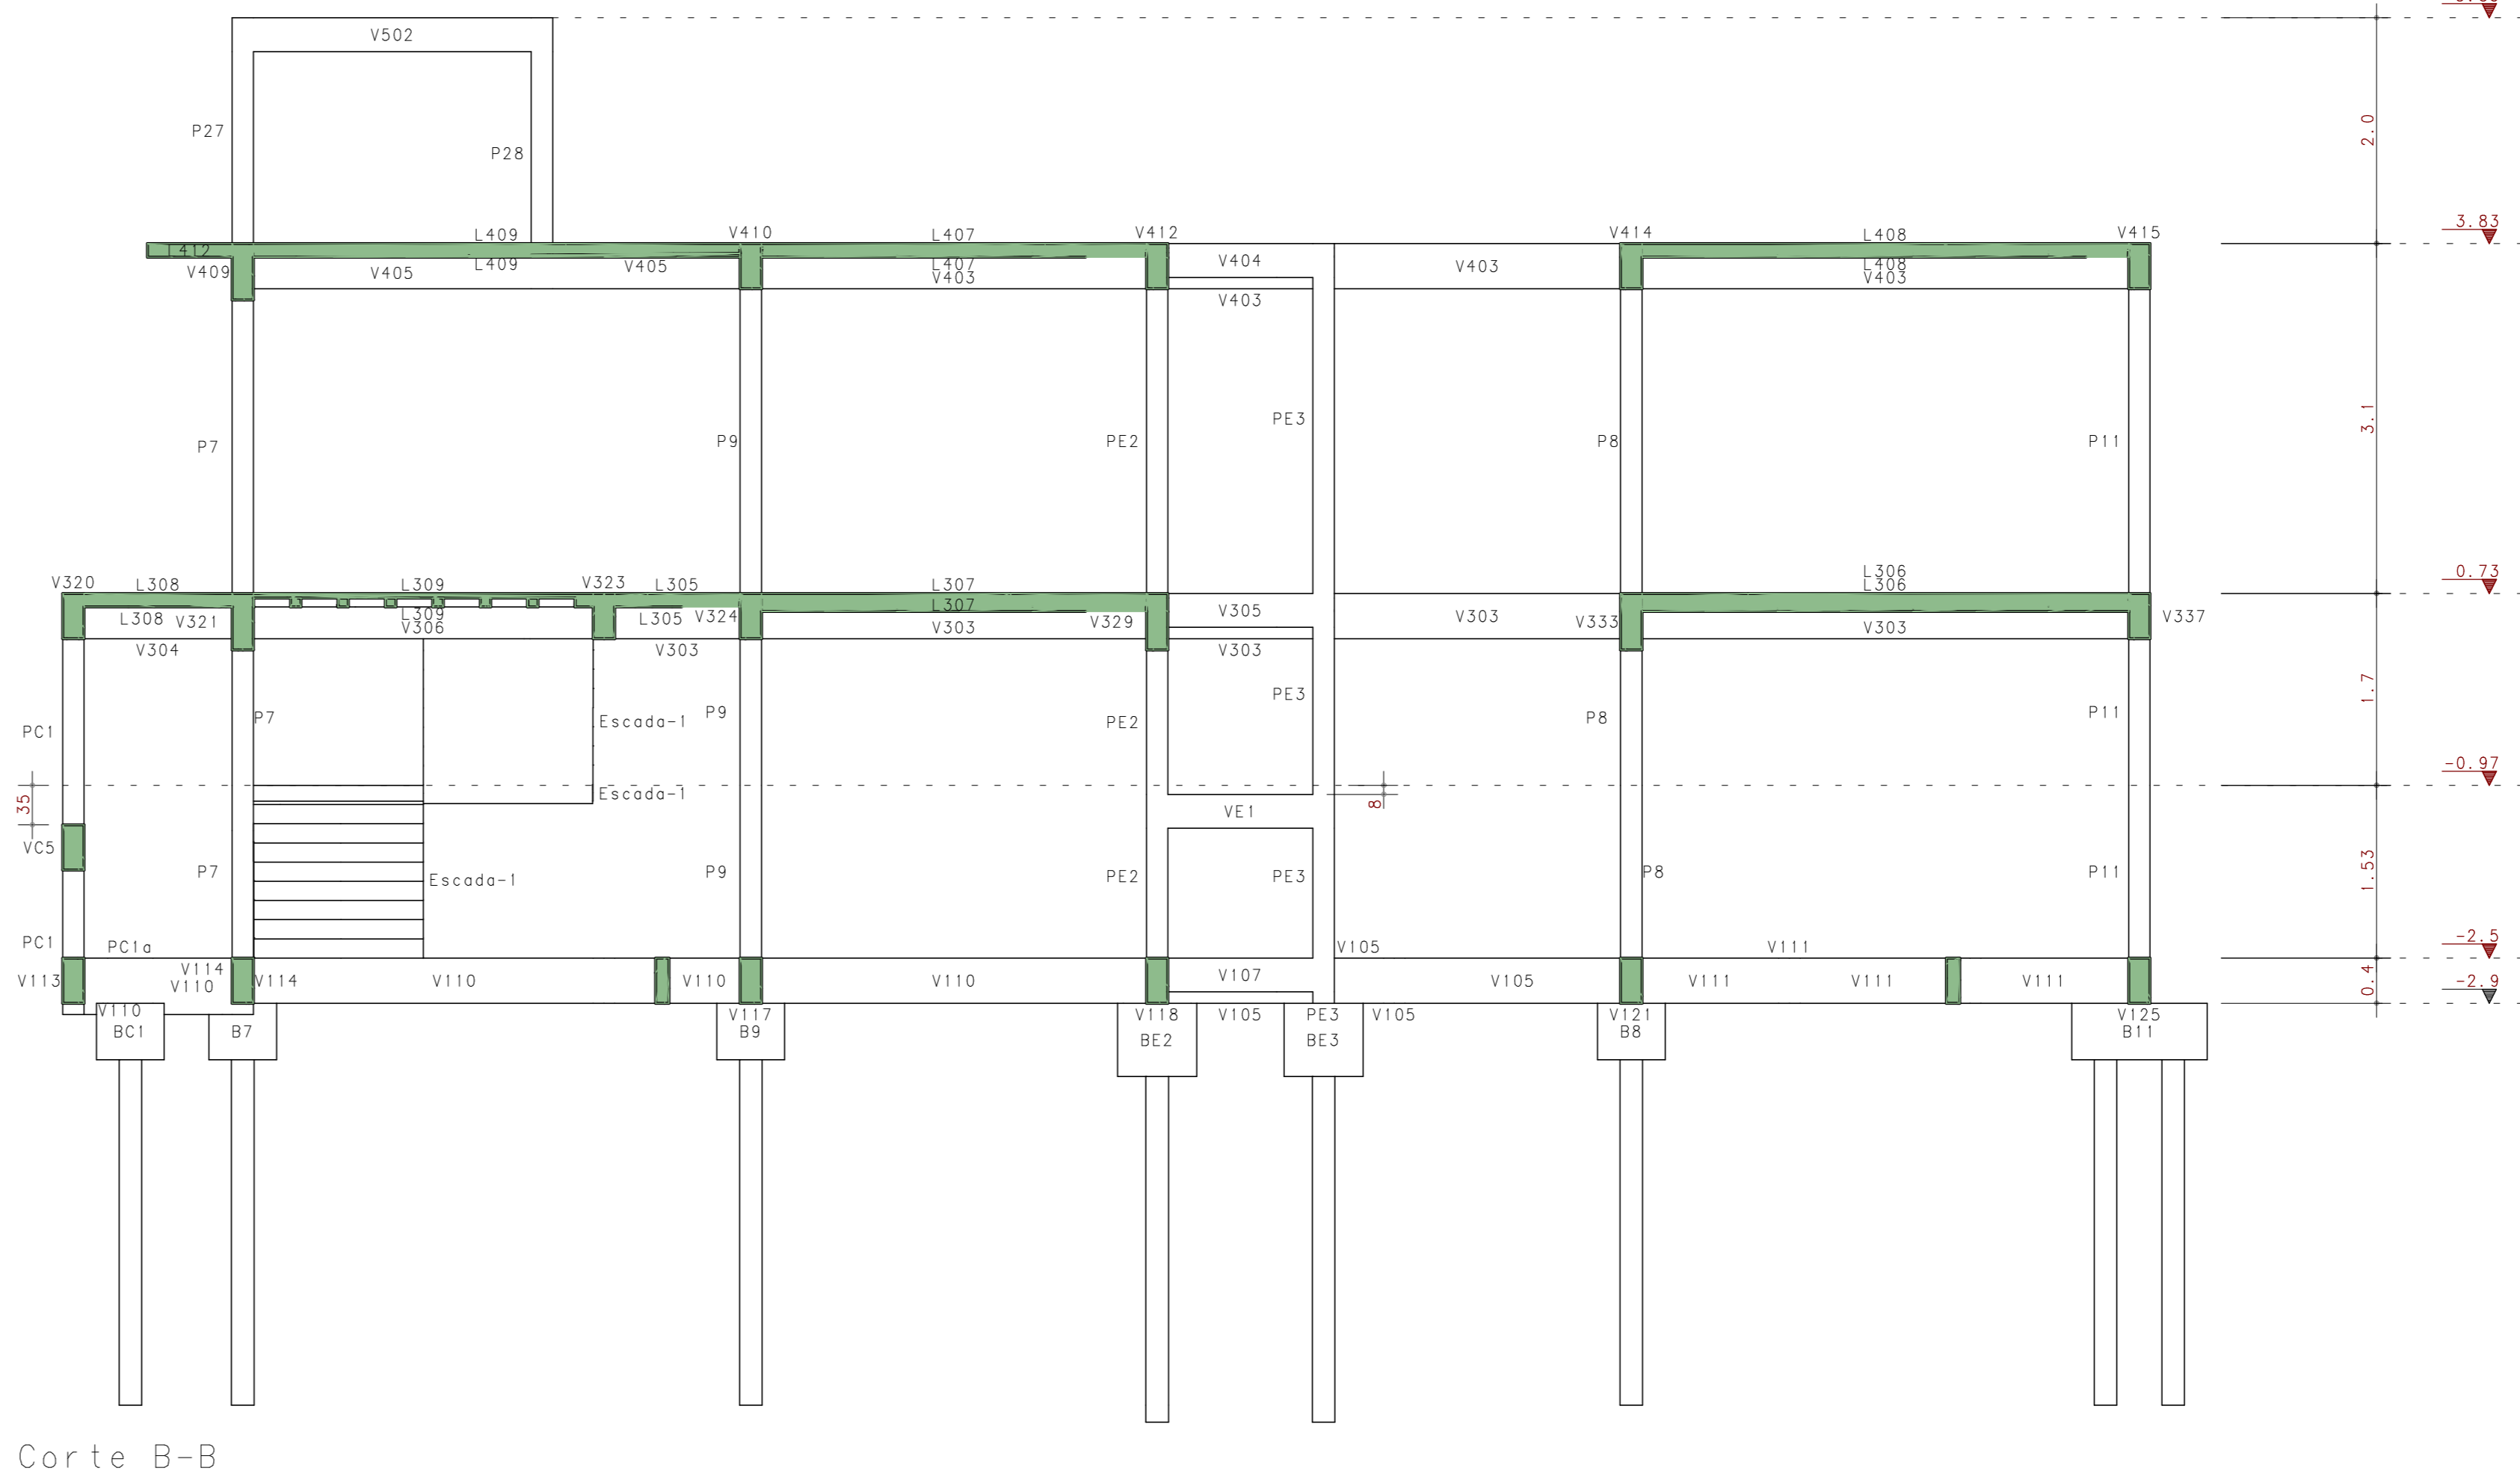 V502
P27
P28
2.0
L409 V410 L407 V412 V414 L408 V415 3.83
L412
V409 V405 L409 V405 L407 V404 V403 L408
V403 V403
V403
P7 P9 PE2 PE3 P8 P11 3.1
L306 0.73
V320 L308 L309 V323 L305 L307 L306
L308 V321 L309 L305 V324 L307 V329 V305 V303 V333 V337
V306 V303 V303
V304 V303 V303
PE3 1.7
PC1 P7 Escada-1 P9 PE2 P8 P11
-0.97
35 Escada-1 8
VE1
VC5
P7 Escada-1 P9 PE2 PE3 P8 P11 1.53
PC1 PC1a V105 V111 -2.5
V114
V113 V110 V114 V110 V110 V110 V107 V105 V111 V111 V111 0.4 -2.9
V110 V117 V118 V105 PE3 V105 V121 V125
BC1 B7 B9 BE2 BE3 B8 B11
Corte B-B